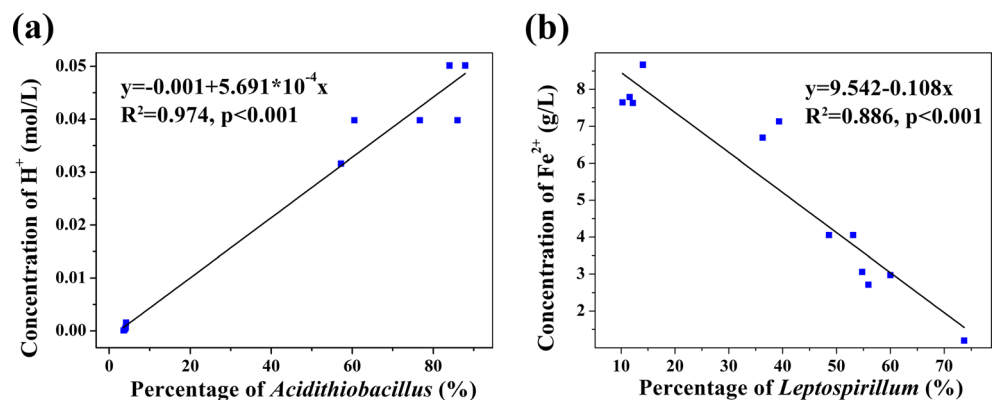 (a)
y=-0.001+5.691*10⁻⁴x
R²=0.974, p<0.001
Concentration of H⁺ (mol/L)
0.05
0.04
0.03
0.02
0.01
0.00
0 20 40 60 80
Percentage of Acidithiobacillus (%)
(b)
y=9.542-0.108x
R²=0.886, p<0.001
Concentration of Fe²⁺ (g/L)
8
7
6
5
4
3
2
10 20 30 40 50 60 70
Percentage of Leptospirillum (%)